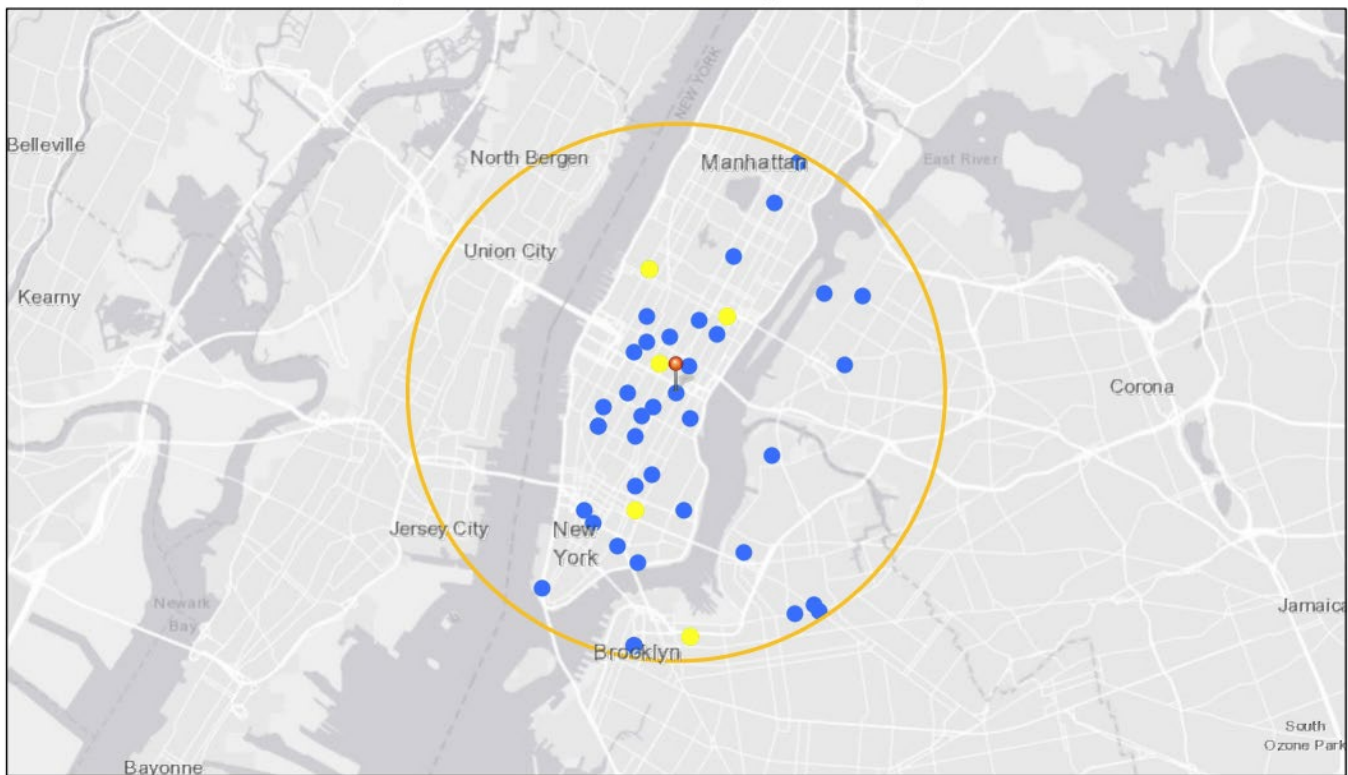 NEW YORK
Belleville
North Bergen
Manhattan
East River
Union City
Kearny
Corona
Jersey City
New
York
Newark
Bay
Jamaica
Brooklyn
South
Ozone Park
Bayonne